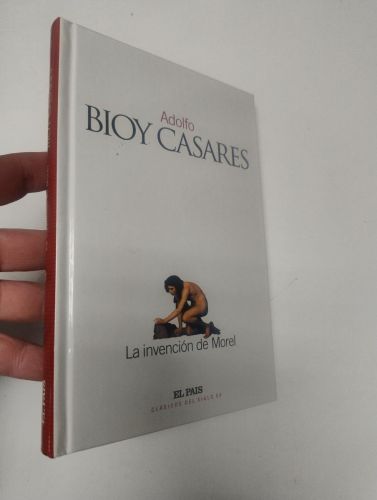 Adolfo
BIOY CASARES
La invención de Morel
EL PAIS
CLÁSICOS DEL SIGLO XX